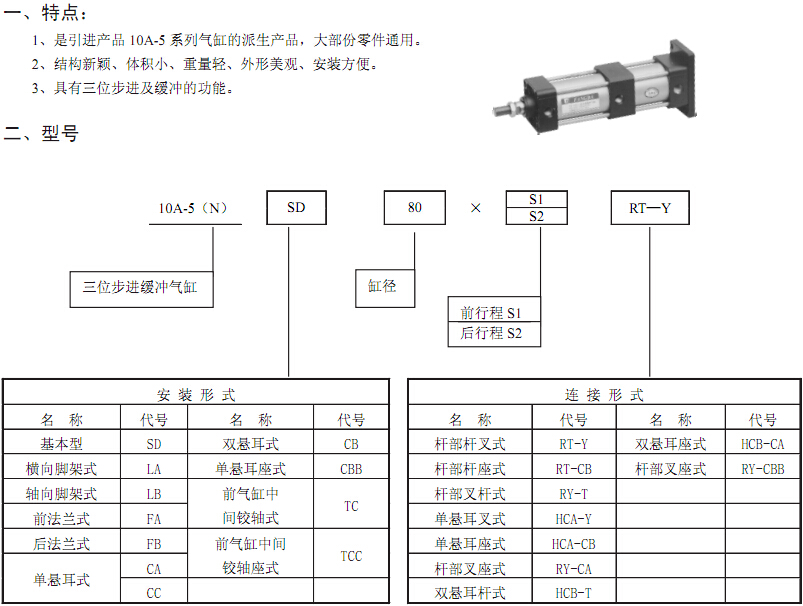 一、特点：
1、是引进产品 10A-5 系列气缸的派生产品，大部份零件通用。
2、结构新颖、体积小、重量轻、外形美观、安装方便。
3、具有三位步进及缓冲的功能。
二、型号
10A-5（N） SD 80 × S1 S2 RT—Y
三位步进缓冲气缸
缸径
前行程 S1
后行程 S2
安 装 形 式
名 称 代号 名 称 代号
基本型 SD 双悬耳式 CB
横向脚架式 LA 单悬耳座式 CBB
轴向脚架式 LB 前气缸中
前法兰式 FA 间铰轴式 TC
后法兰式 FB 前气缸中间
单悬耳式 CA 铰轴座式 TCC
CC
连 接 形 式
名 称 代号 名 称 代号
杆部杆叉式 RT-Y 双悬耳座式 HCB-CA
杆部杆座式 RT-CB 杆部叉座式 RY-CBB
杆部叉杆式 RY-T
单悬耳叉式 HCA-Y
单悬耳座式 HCA-CB
杆部叉座式 RY-CA
双悬耳杆式 HCB-T